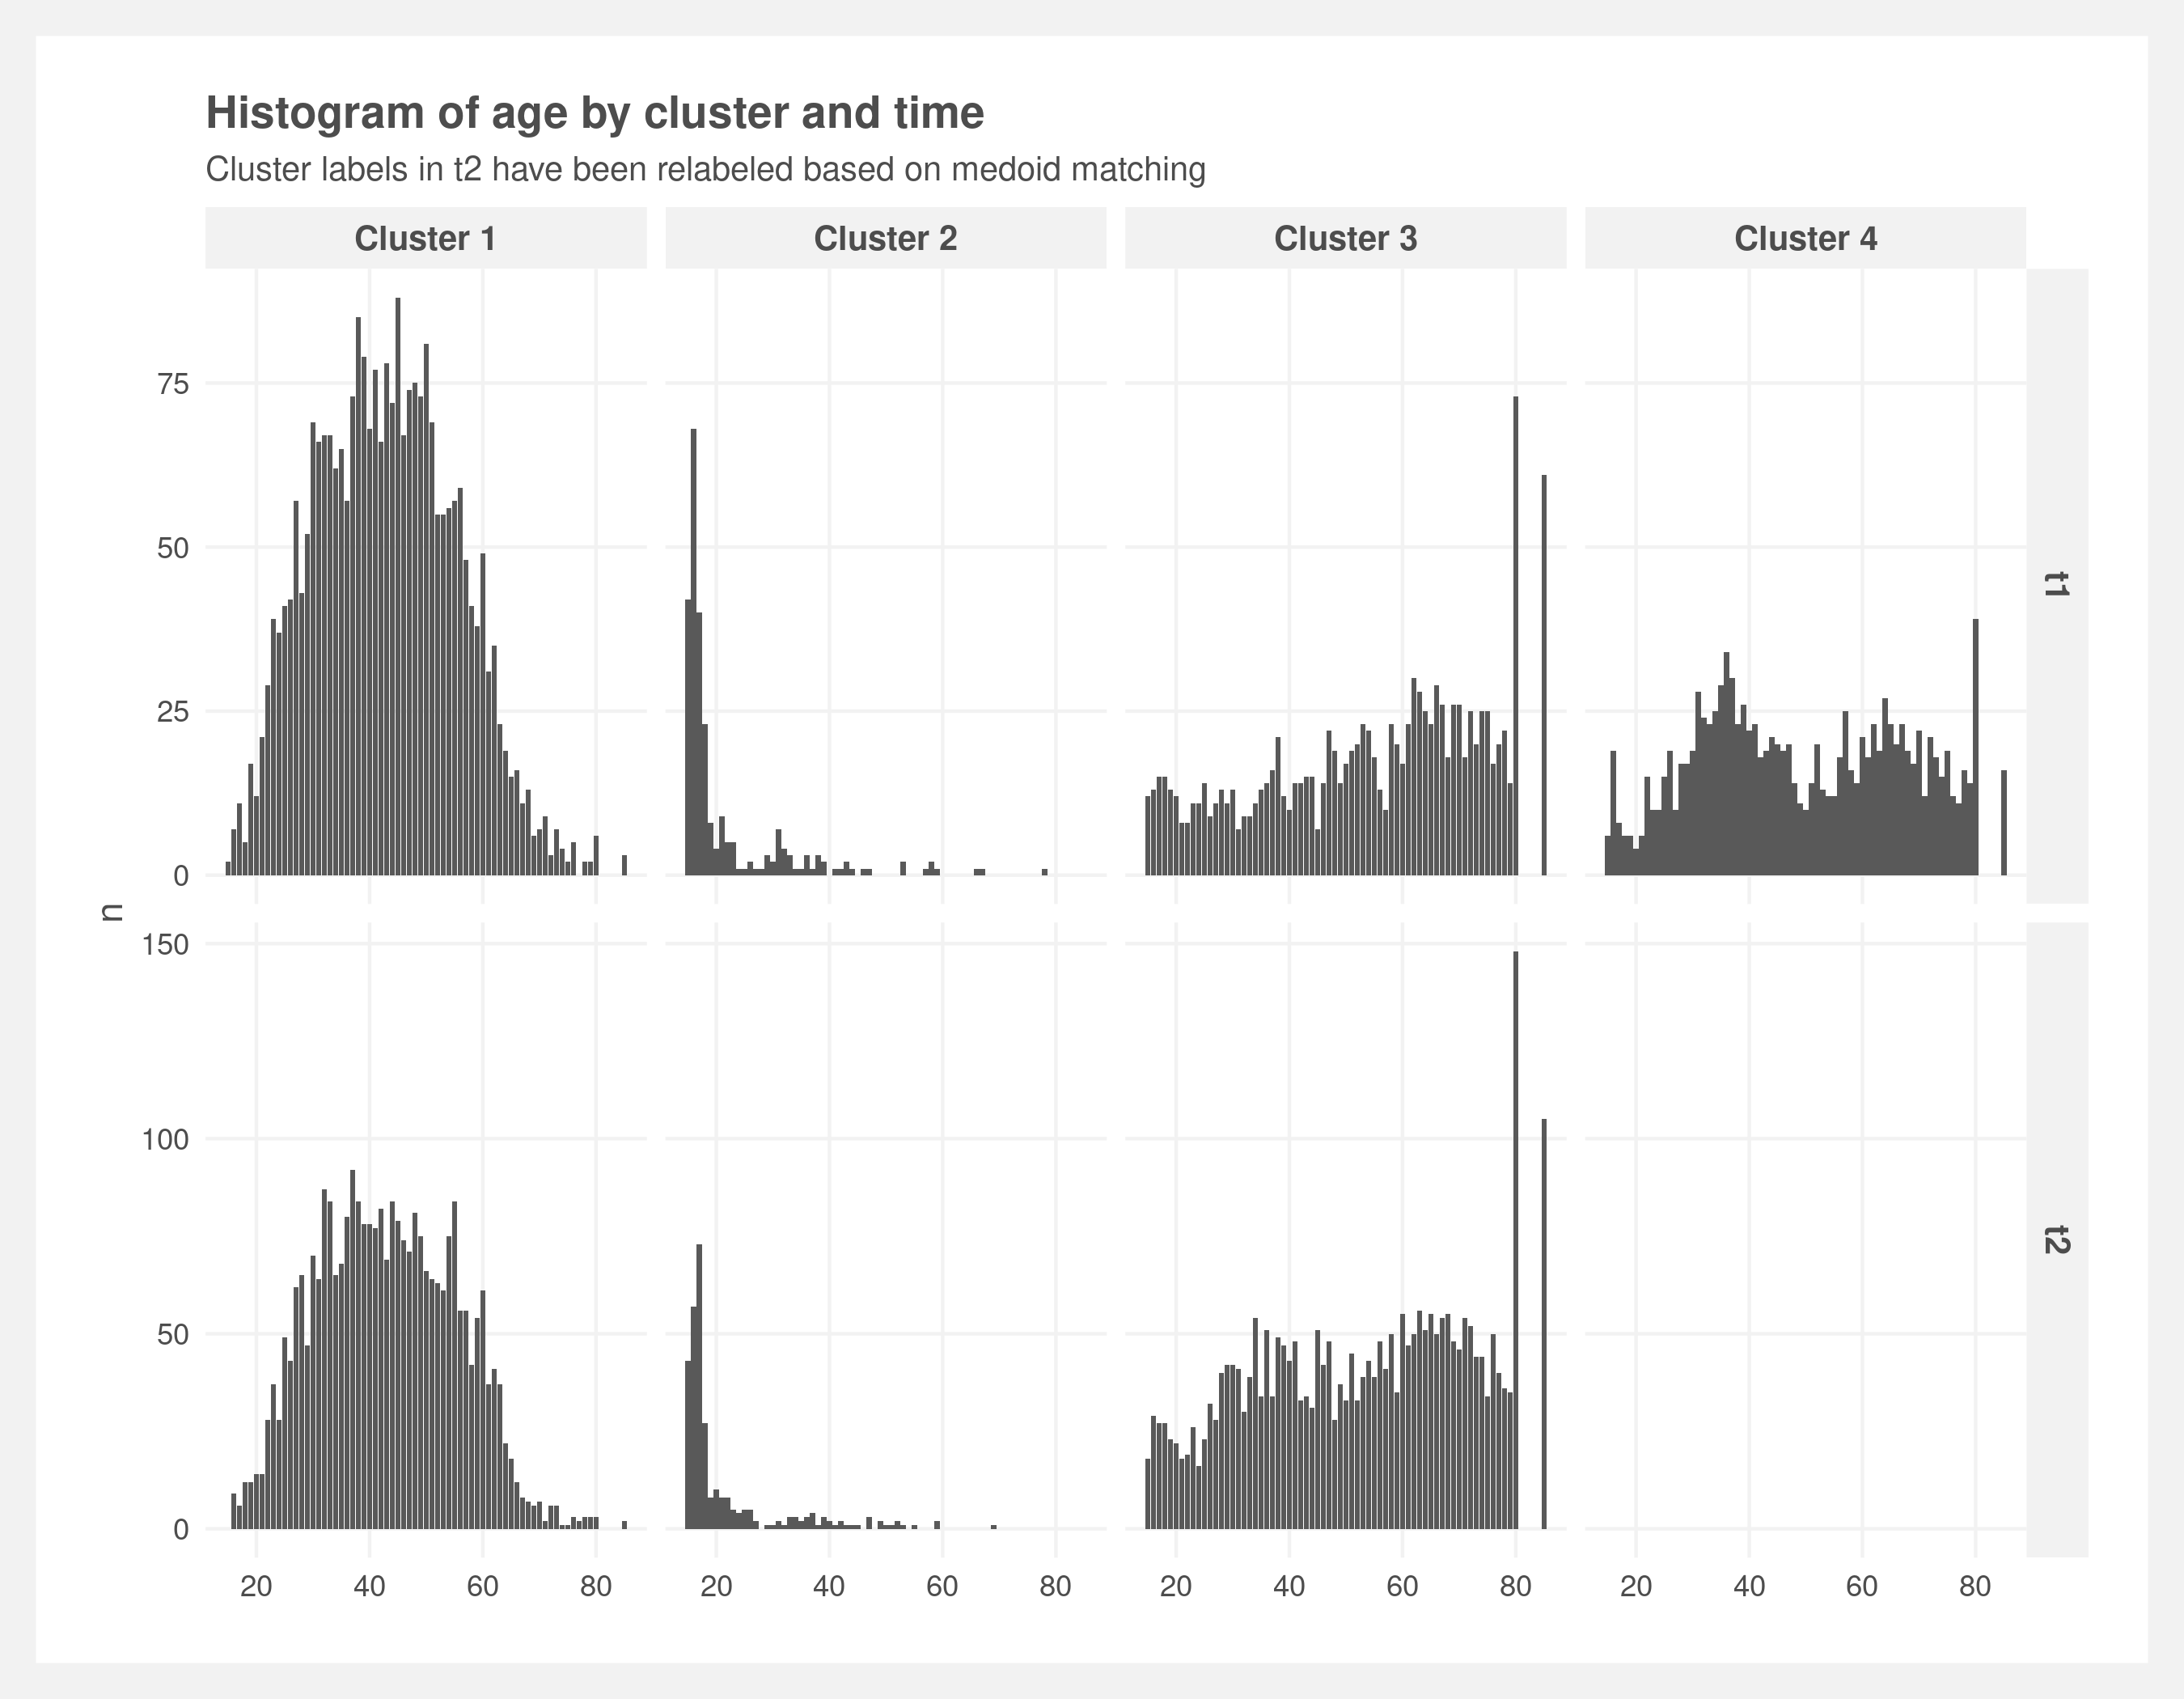 Histogram of age by cluster and time
Cluster labels in t2 have been relabeled based on medoid matching
Cluster 1 Cluster 2 Cluster 3 Cluster 4
75
50
25
0
t1
n
150
100
50
0
t2
20 40 60 80 20 40 60 80 20 40 60 80 20 40 60 80